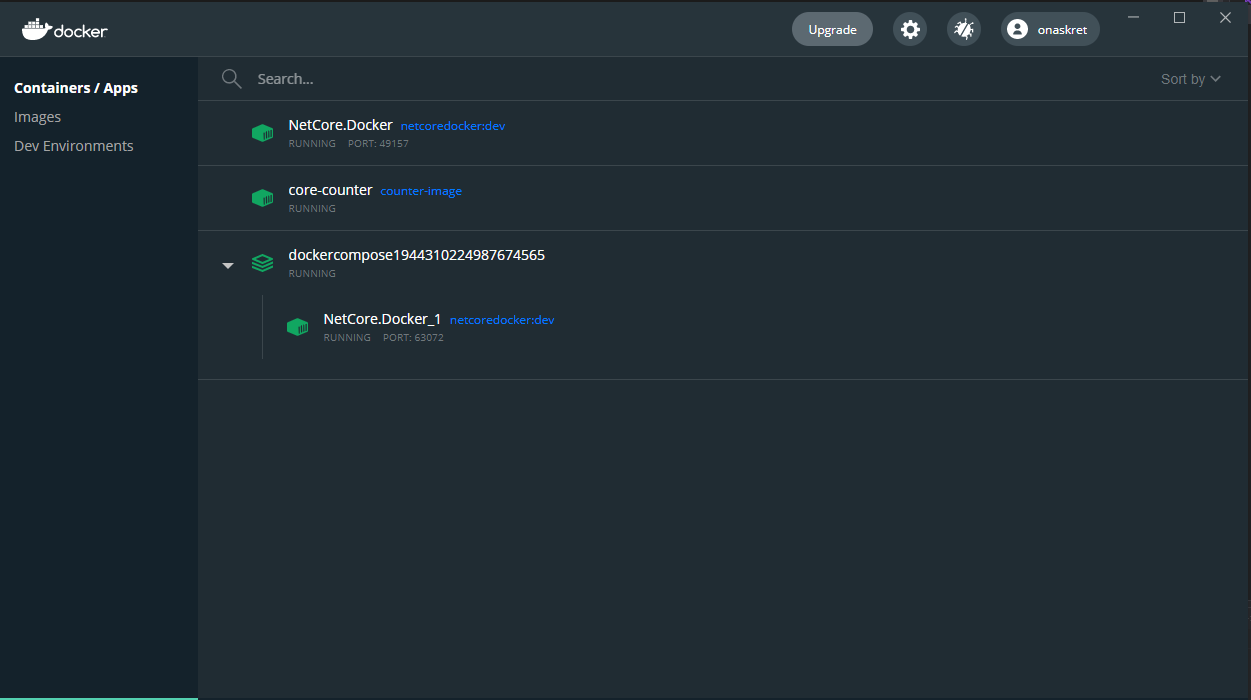 docker
Upgrade
onaskret
Containers / Apps
Images
Dev Environments
Search...
Sort by
NetCore.Docker netcoredocker:dev
RUNNING PORT: 49157
core-counter counter-image
RUNNING
dockercompose1944310224987674565
RUNNING
NetCore.Docker_1 netcoredocker:dev
RUNNING PORT: 63072